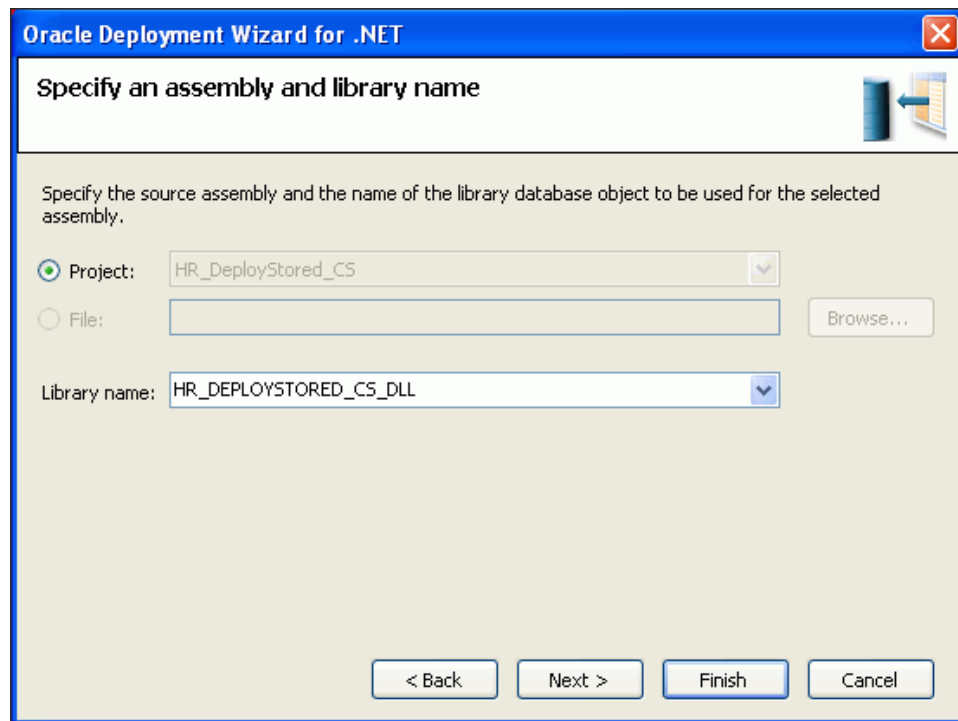 Oracle Deployment Wizard for .NET
Specify an assembly and library name
Specify the source assembly and the name of the library database object to be used for the selected
assembly.
Project: HR_DeployStored_CS
File: Browse...
Library name: HR_DEPLOYSTORED_CS_DLL
< Back Next > Finish Cancel